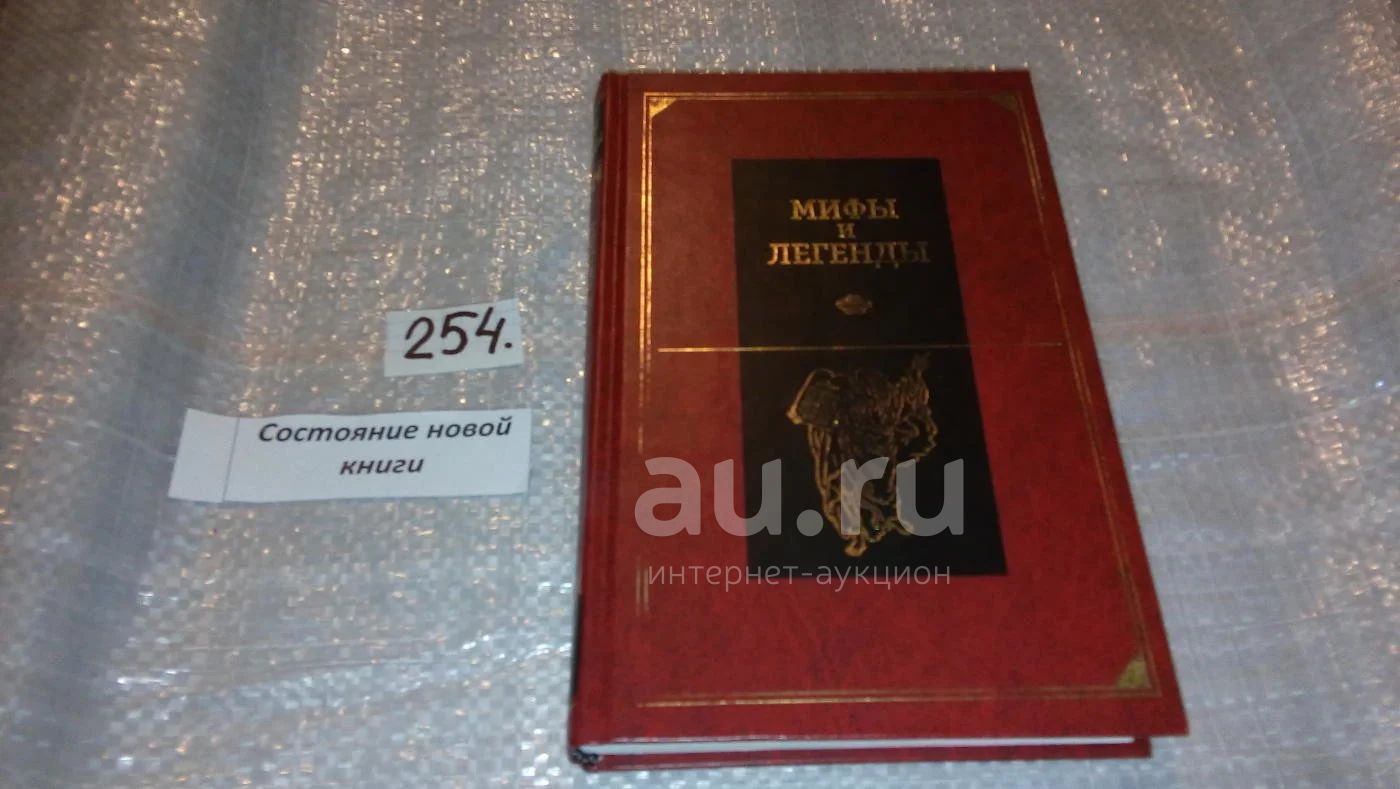 МИФЫ
И
ЛЕГЕНДЫ
254.
Состояние новой
книги
au.ru
интернет-аукцион